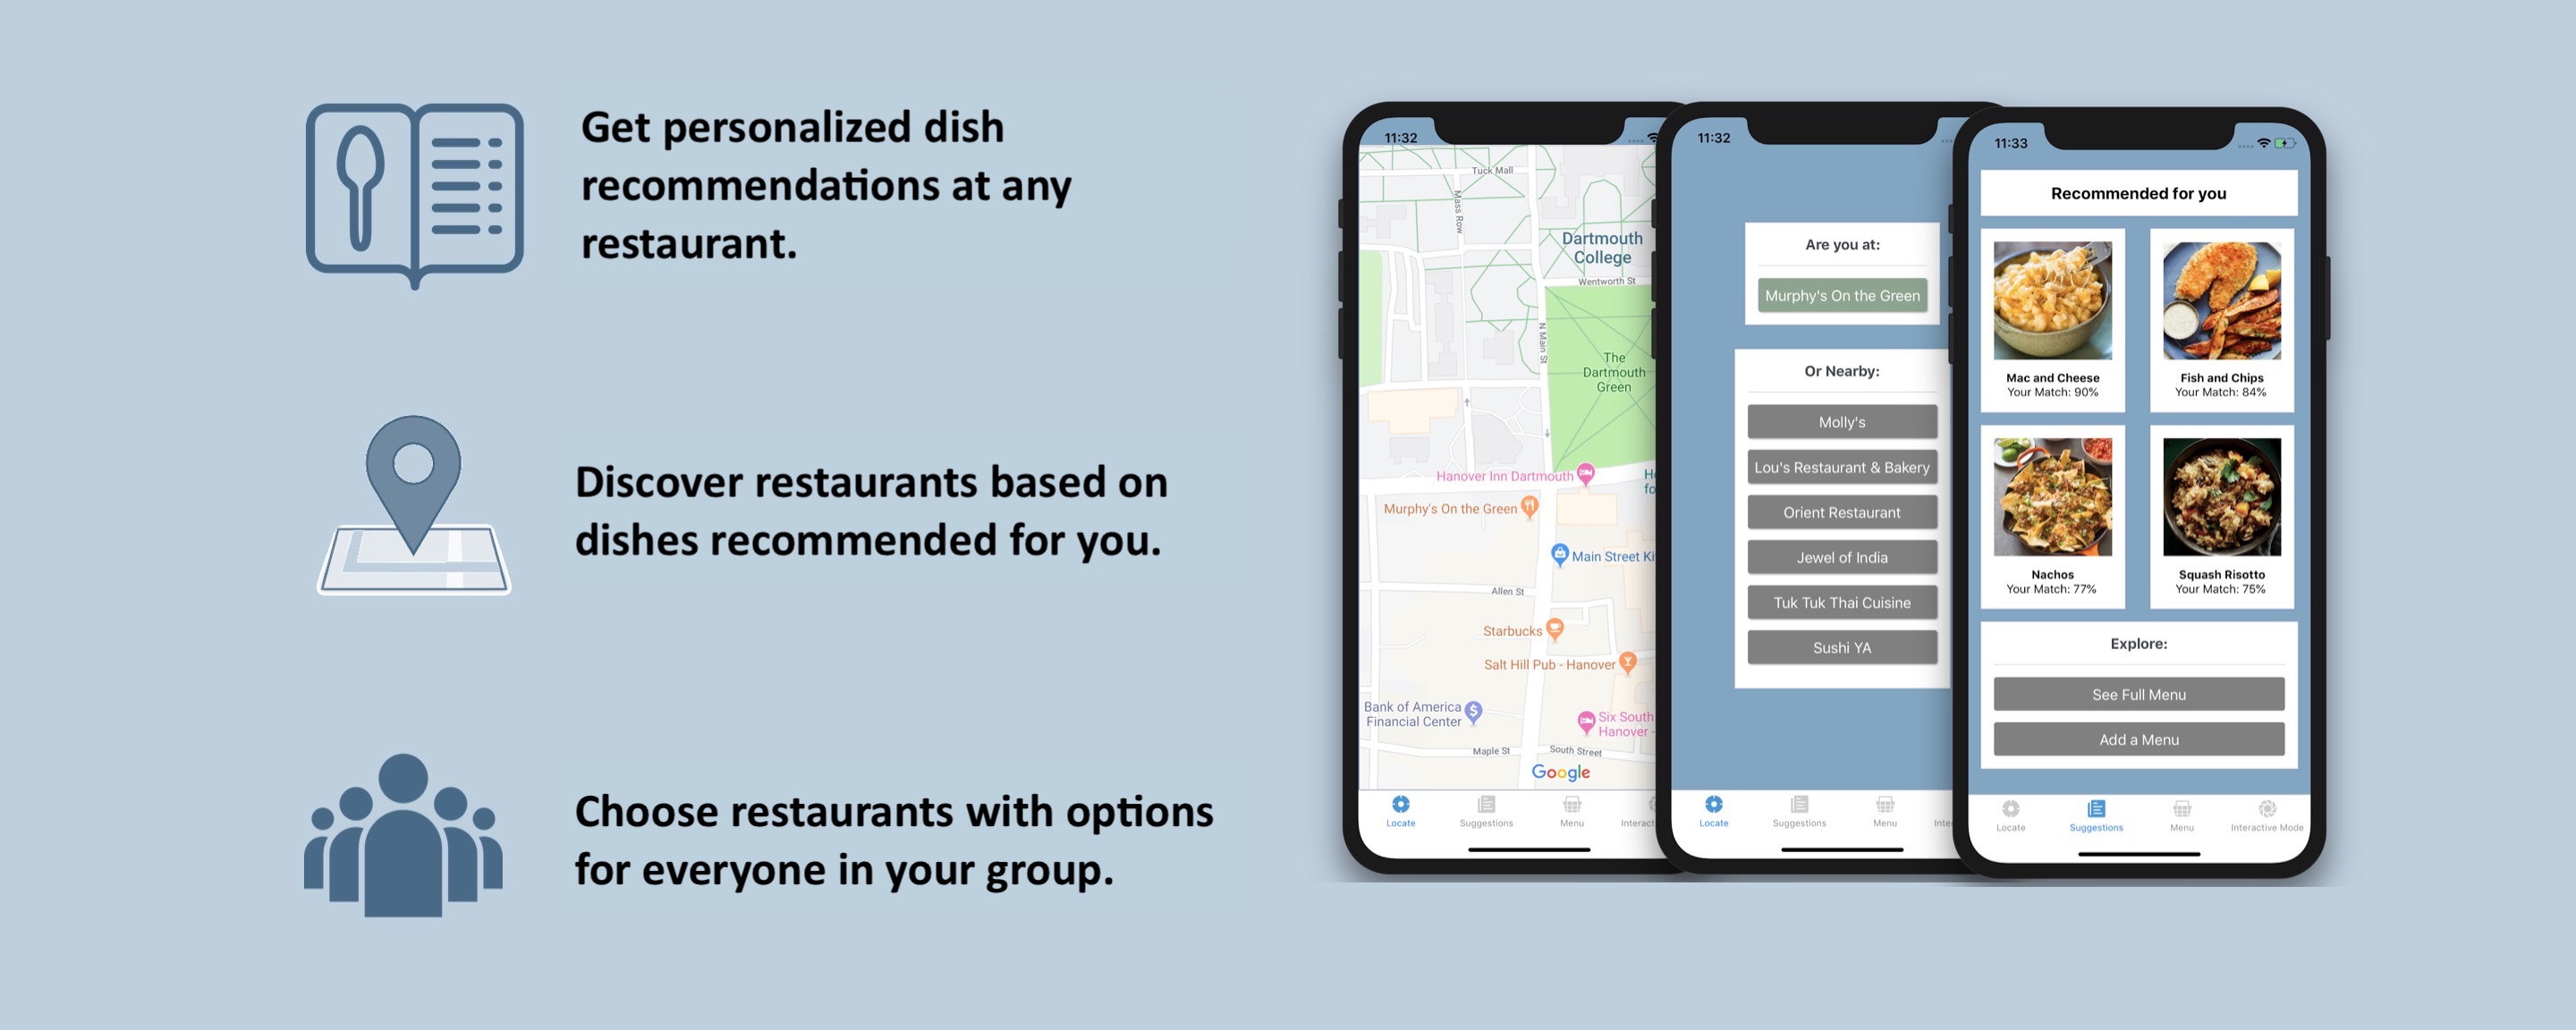 Get personalized dish
recommendations at any
restaurant.
Discover restaurants based on
dishes recommended for you.
Choose restaurants with options
for everyone in your group.
11:32
Tuck Mall
Mass Row
Dartmouth
College
Wentworth St
N Main St
The
Dartmouth
Green
Hanover Inn Dartmouth
Murphy's On the Green
Main Street
Allen St
Starbucks
Salt Hill Pub - Hanover
Bank of America
Financial Center
$
Six South
Hanover -
Maple St
South Street
Google
Locate
Suggestions
Menu
11:32
Are you at:
Murphy's On the Green
Or Nearby:
Molly's
Lou's Restaurant & Bakery
Orient Restaurant
Jewel of India
Tuk Tuk Thai Cuisine
Sushi YA
Locate
Suggestions
Menu
11:33
Recommended for you
Mac and Cheese
Your Match: 90%
Fish and Chips
Your Match: 84%
Nachos
Your Match: 77%
Squash Risotto
Your Match: 75%
Explore:
See Full Menu
Add a Menu
Locate
Suggestions
Menu
Interactive Mode